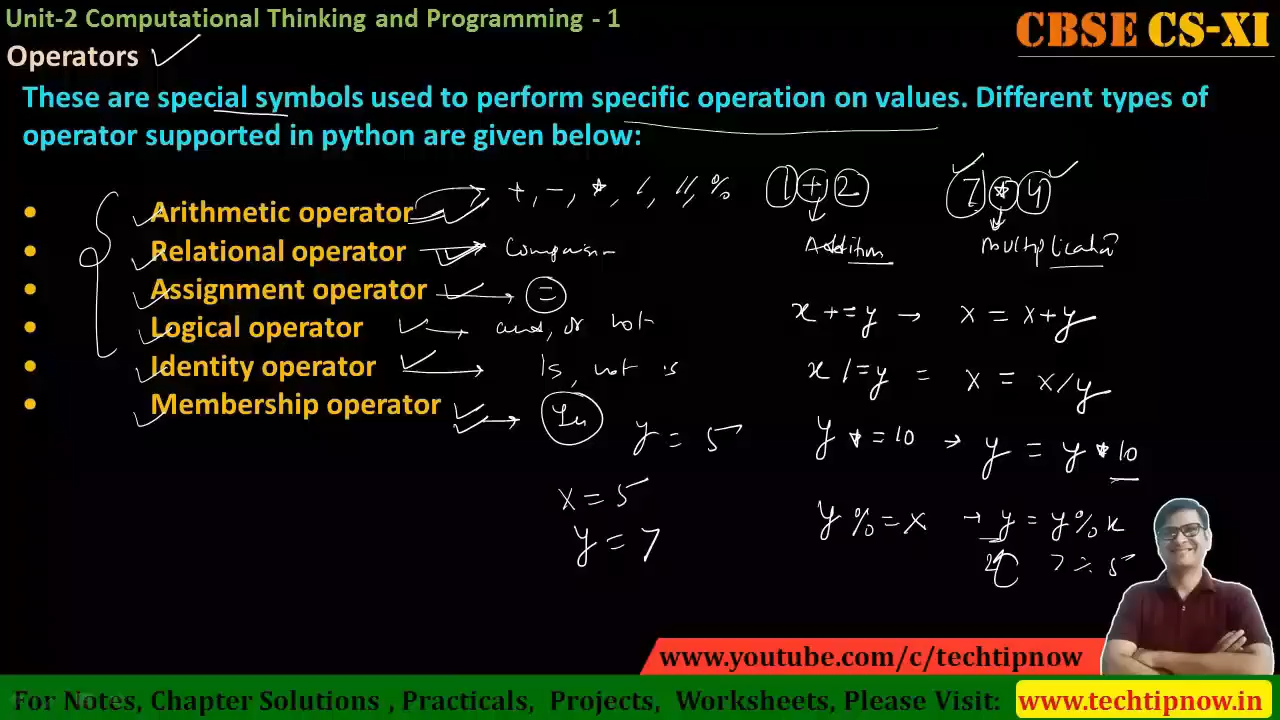 Unit-2 Computational Thinking and Programming - 1
CBSE CS-XI
Operators
These are special symbols used to perform specific operation on values. Different types of
operator supported in python are given below:
• Arithmetic operator +, -, *, /, //, % 1 + 2 7 * 4
Addition
• Relational operator
• Assignment operator =
x += y → x = x+y
• Logical operator and, or not
• Identity operator Is, not is
x /= y = x = x/y
• Membership operator In
y = 5
y *= 10 → y = y * 10
x = 5
y %= x → y = y % x
y = 7
2 7 % 5
www.youtube.com/c/techtipnow
For Notes, Chapter Solutions , Practicals, Projects, Worksheets, Please Visit: www.techtipnow.in